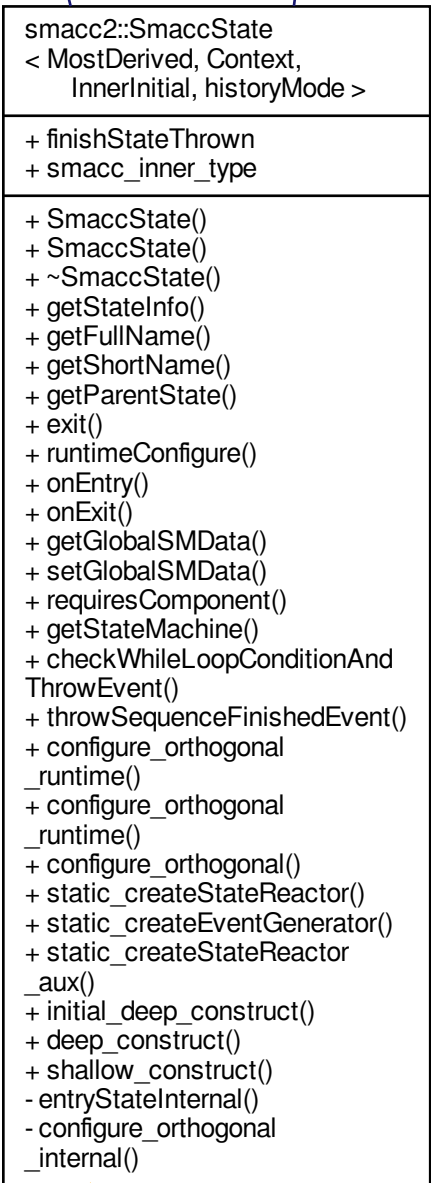 smacc2::SmaccState
< MostDerived, Context,
InnerInitial, historyMode >
+ finishStateThrown
+ smacc_inner_type
+ SmaccState()
+ SmaccState()
+ ~SmaccState()
+ getStateInfo()
+ getFullName()
+ getShortName()
+ getParentState()
+ exit()
+ runtimeConfigure()
+ onEntry()
+ onExit()
+ getGlobalSMData()
+ setGlobalSMData()
+ requiresComponent()
+ getStateMachine()
+ checkWhileLoopConditionAnd
ThrowEvent()
+ throwSequenceFinishedEvent()
+ configure_orthogonal
_runtime()
+ configure_orthogonal
_runtime()
+ configure_orthogonal()
+ static_createStateReactor()
+ static_createEventGenerator()
+ static_createStateReactor
_aux()
+ initial_deep_construct()
+ deep_construct()
+ shallow_construct()
- entryStateInternal()
- configure_orthogonal
_internal()